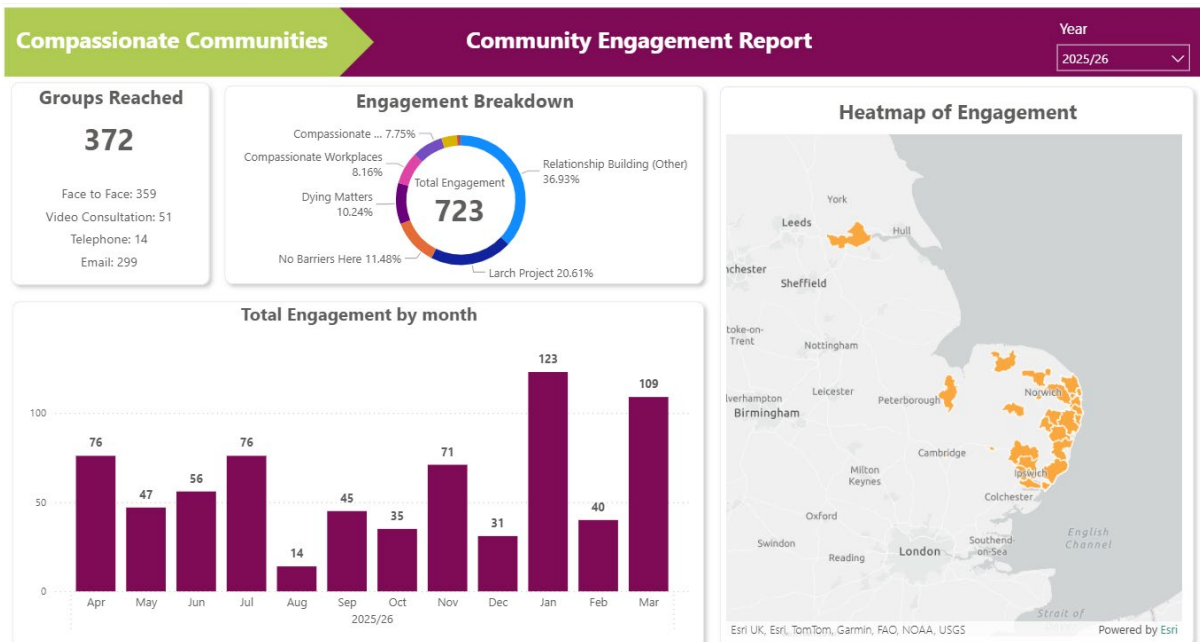 Compassionate Communities
Community Engagement Report
Year
2025/26
Groups Reached
372
Face to Face: 359
Video Consultation: 51
Telephone: 14
Email: 299
Engagement Breakdown
Compassionate ... 7.75%
Compassionate Workplaces
8.16%
Dying Matters
10.24%
No Barriers Here 11.48%
Larch Project 20.61%
Relationship Building (Other)
36.93%
Total Engagement
723
Total Engagement by month
100
50
0
76
47
56
76
14
45
35
71
31
123
40
109
Apr
May
Jun
Jul
Aug
Sep
Oct
Nov
Dec
Jan
Feb
Mar
2025/26
Heatmap of Engagement
York
Leeds
Hull
nchester
Sheffield
toke-on-
Trent
Nottingham
Leicester
Peterborough
Norwich
lverhampton
Birmingham
Cambridge
Ipswich
Milton
Keynes
Colchester
Oxford
Swindon
Reading
London
Southend-
on-Sea
English
Channel
Strait of
Esri UK, Esri, TomTom, Garmin, FAO, NOAA, USGS
Powered by Esri